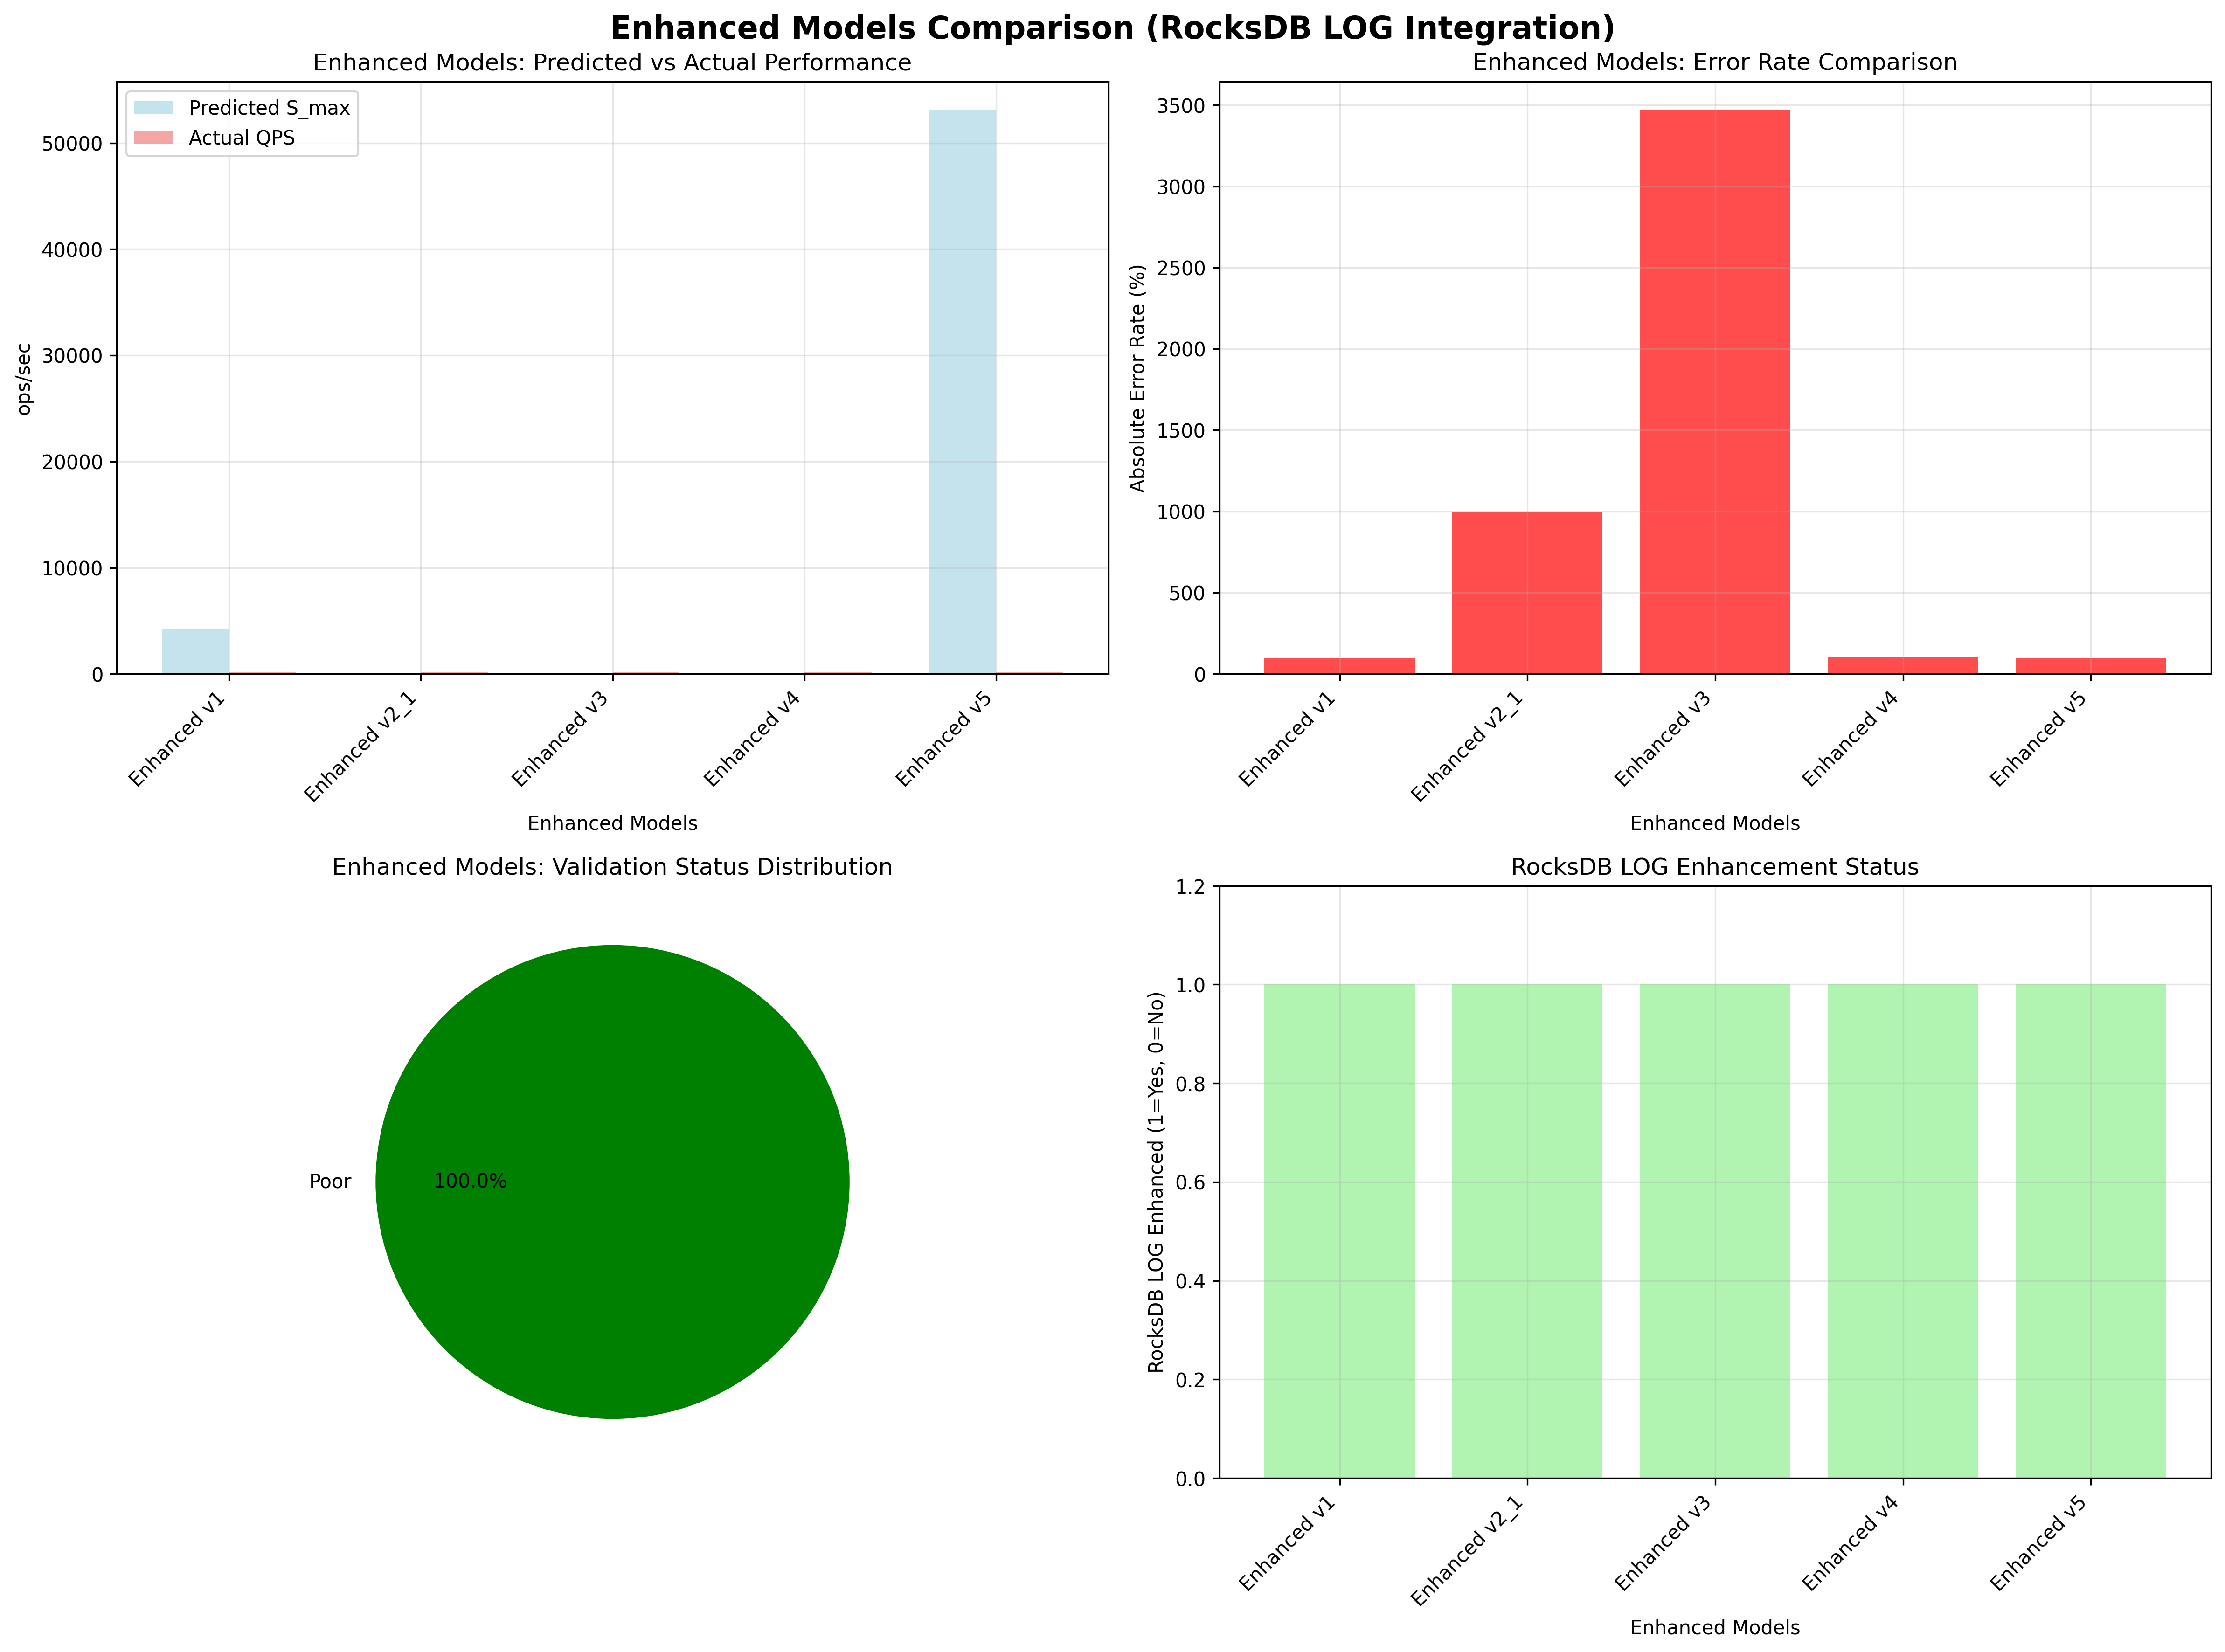 Enhanced Models Comparison (RocksDB LOG Integration)
Enhanced Models: Predicted vs Actual Performance
Predicted S_max
Actual QPS
ops/sec
50000
40000
30000
20000
10000
0
Enhanced v1
Enhanced v2_1
Enhanced v3
Enhanced v4
Enhanced v5
Enhanced Models
Enhanced Models: Error Rate Comparison
Absolute Error Rate (%)
3500
3000
2500
2000
1500
1000
500
0
Enhanced v1
Enhanced v2_1
Enhanced v3
Enhanced v4
Enhanced v5
Enhanced Models
Enhanced Models: Validation Status Distribution
Poor
100.0%
RocksDB LOG Enhancement Status
RocksDB LOG Enhanced (1=Yes, 0=No)
1.2
1.0
0.8
0.6
0.4
0.2
0.0
Enhanced v1
Enhanced v2_1
Enhanced v3
Enhanced v4
Enhanced v5
Enhanced Models